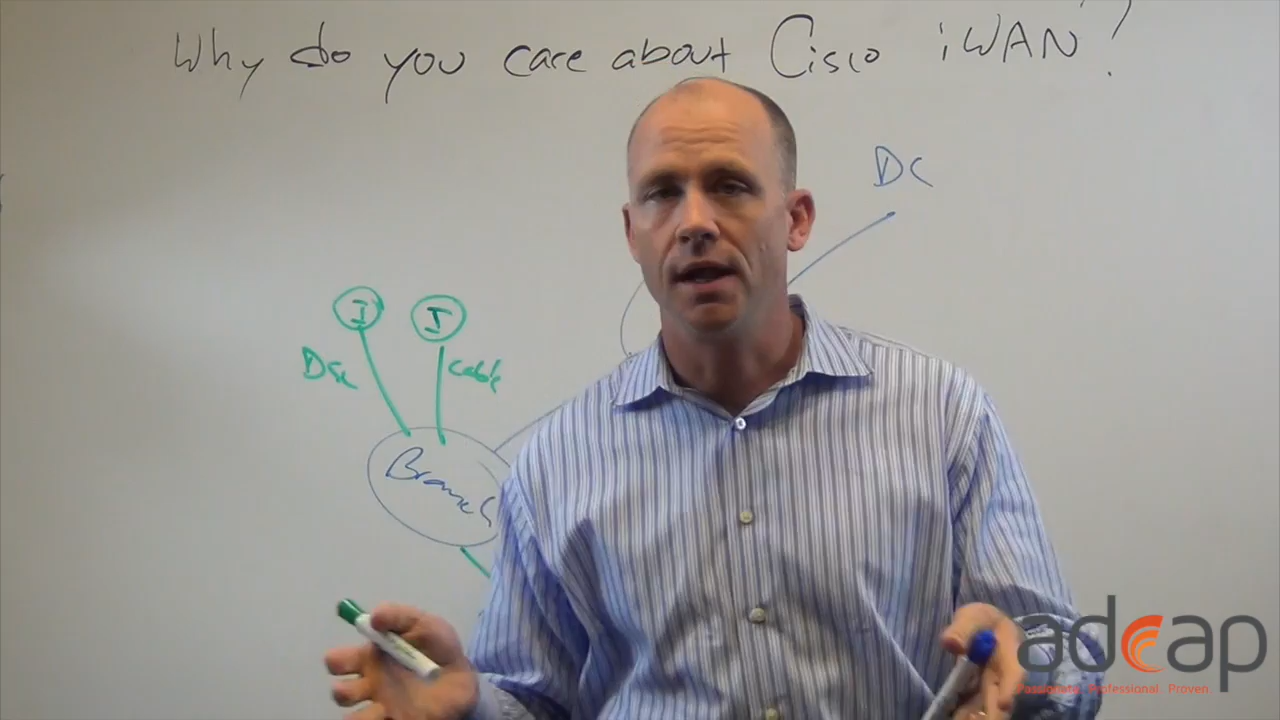 Why do you care about Cisco iWAN?
DC
I I
DSL Cable
Branch
adcap
Passionate. Professional. Proven.